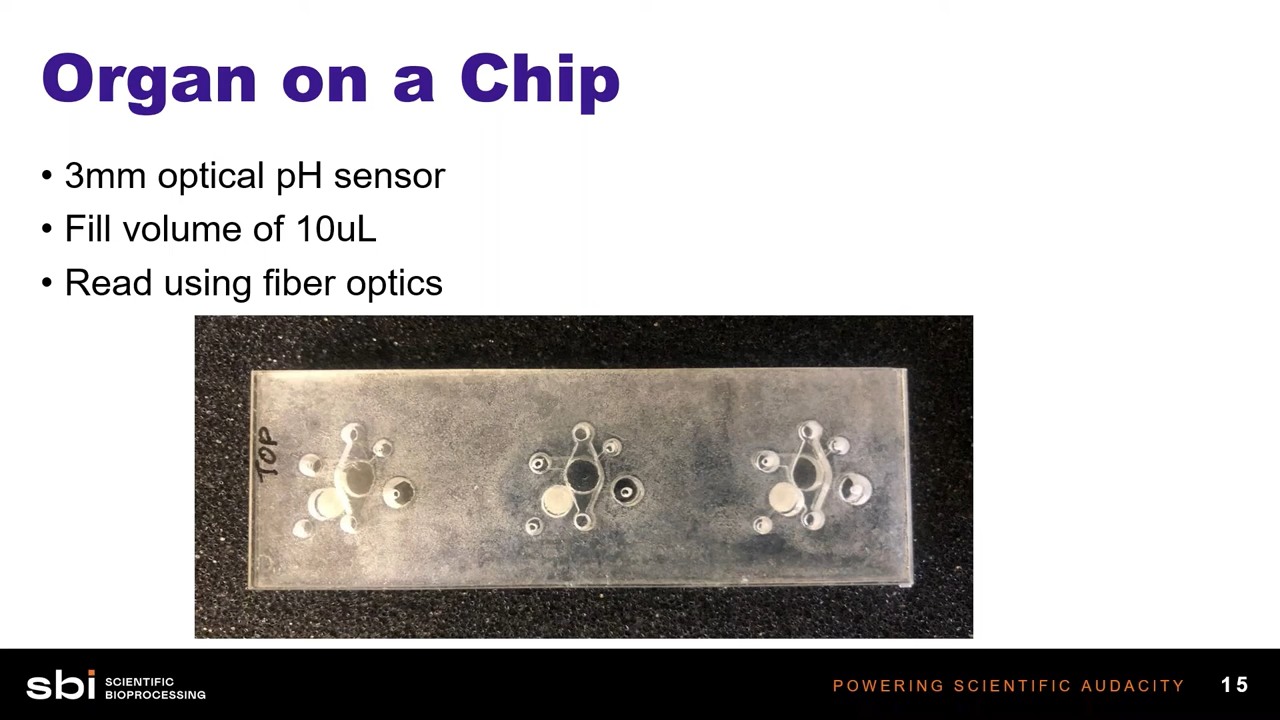 Organ on a Chip
• 3mm optical pH sensor
• Fill volume of 10uL
• Read using fiber optics
TOP
sbi SCIENTIFIC
BIOPROCESSING
POWERING SCIENTIFIC AUDACITY 15